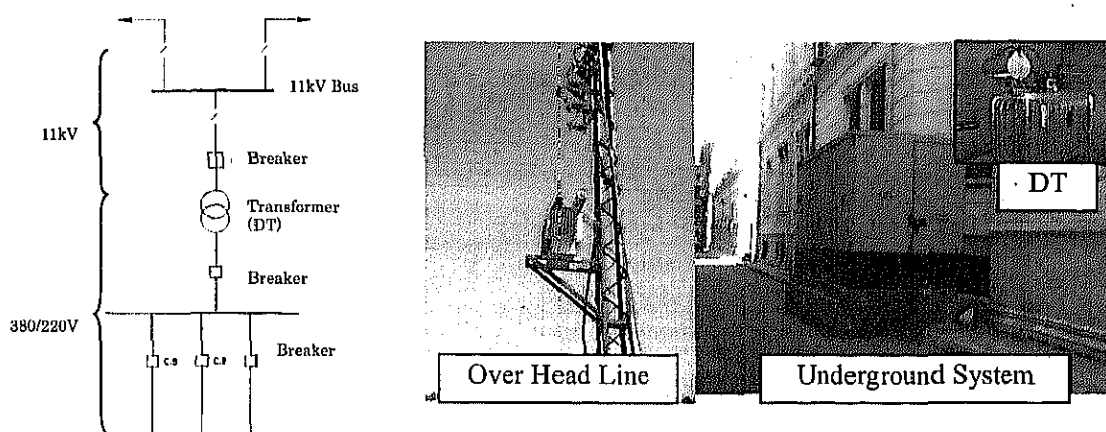 11kV Bus
11kV
Breaker
Transformer
(DT)
Breaker
380/220V
Breaker
C.B
C.B
Over Head Line
Underground System
DT